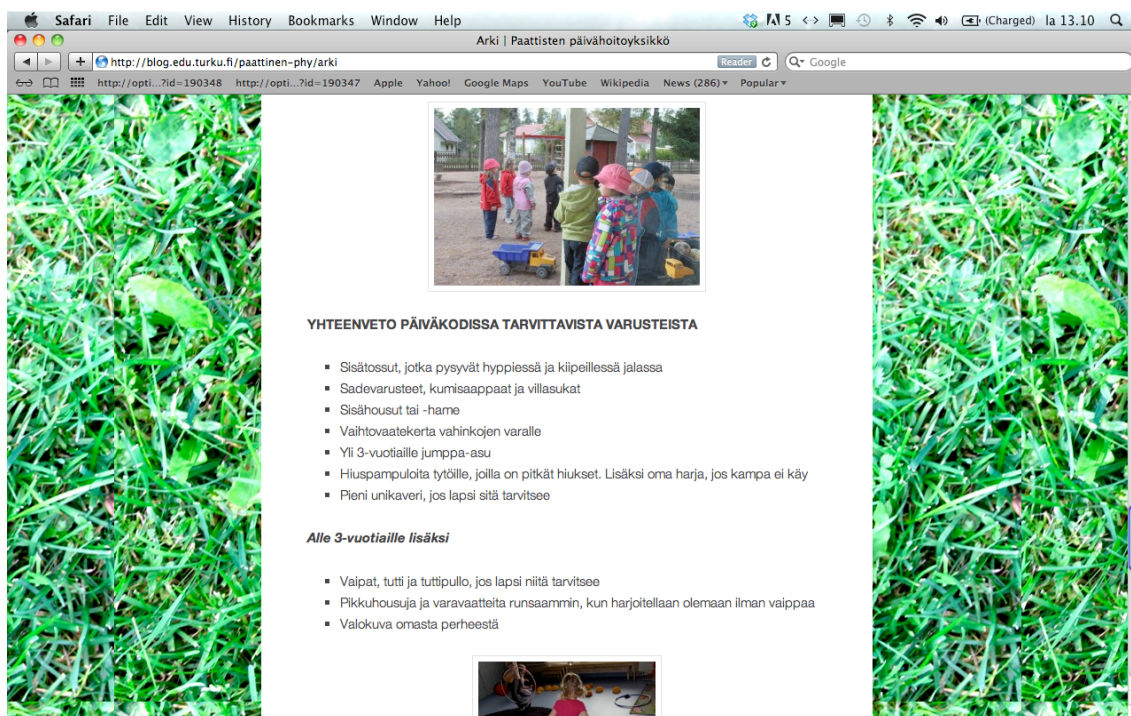 Safari File Edit View History Bookmarks Window Help 5 (Charged) la 13.10
Arki | Paattisten päivähoitoyksikkö
http://blog.edu.turku.fi/paattinen-phy/arki Reader Google
http://opti...?id=190348 http://opti...?id=190347 Apple Yahoo! Google Maps YouTube Wikipedia News (286) Popular
YHTEENVETO PÄIVÄKODISSA TARVITTAVISTA VARUSTEISTA
Sisätossut, jotka pysyvät hyppiessä ja kiipeillessä jalassa
Sadevarusteet, kumisaappaat ja villasukat
Sisähousut tai -hame
Vaihtovaatekerta vahinkojen varalle
Yli 3-vuotiaille jumppa-asu
Hiuspampuloita tytöille, joilla on pitkät hiukset. Lisäksi oma harja, jos kampa ei käy
Pieni unikaveri, jos lapsi sitä tarvitsee
Alle 3-vuotiaille lisäksi
Vaipat, tutti ja tuttipullo, jos lapsi niitä tarvitsee
Pikkuhousuja ja varavaatteita runsaammin, kun harjoitellaan olemaan ilman vaippaa
Valokuva omasta perheestä